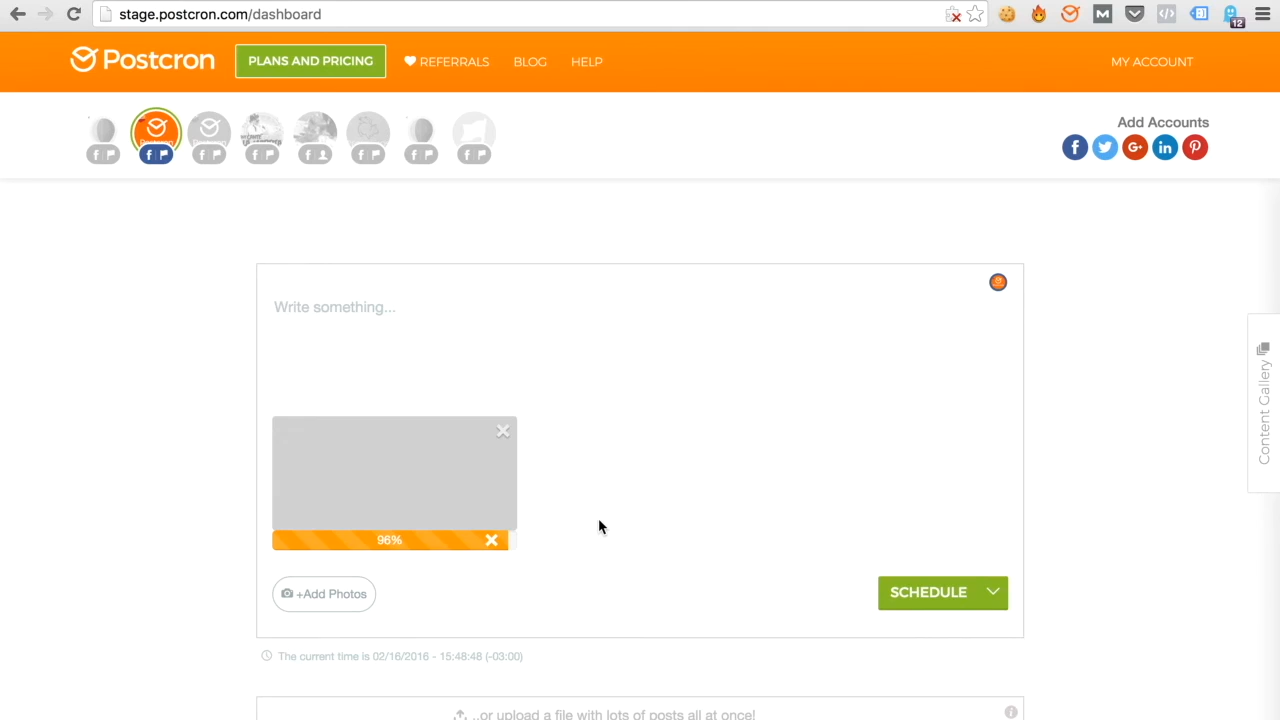 stage.postcron.com/dashboard
12
Postcron
PLANS AND PRICING
REFERRALS
BLOG
HELP
MY ACCOUNT
Add Accounts
Write something...
Content Gallery
96%
+Add Photos
SCHEDULE
The current time is 02/16/2016 - 15:48:48 (-03:00)
..or upload a file with lots of posts all at once!